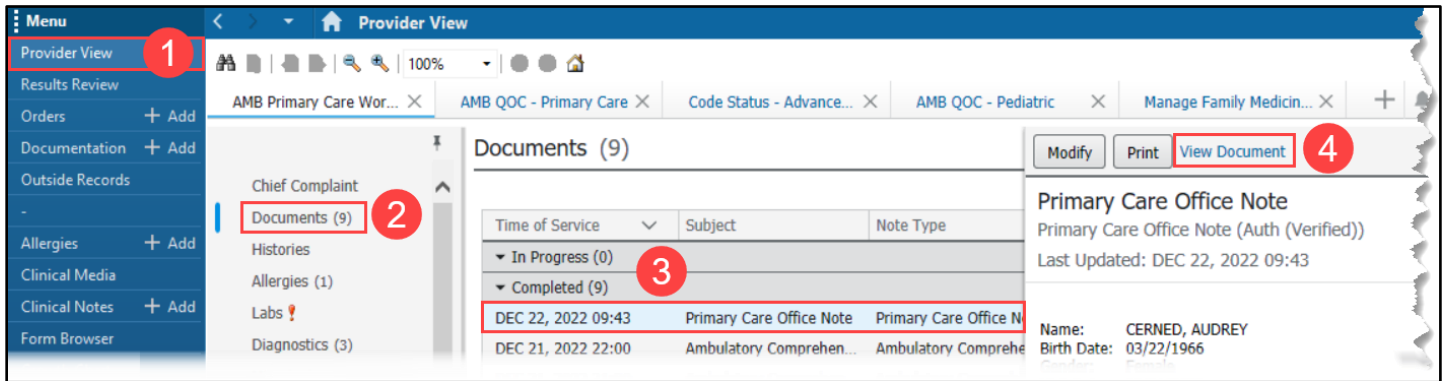 Menu
Provider View
Provider View 1
Results Review
Orders + Add
Documentation + Add
Outside Records
-
Allergies + Add
Clinical Media
Clinical Notes + Add
Form Browser
100%
AMB Primary Care Wor...
AMB QOC - Primary Care
Code Status - Advance...
AMB QOC - Pediatric
Manage Family Medicin...
Chief Complaint
Documents (9) 2
Histories
Allergies (1)
Labs
Diagnostics (3)
Documents (9)
Time of Service Subject Note Type
In Progress (0)
3
Completed (9)
DEC 22, 2022 09:43 Primary Care Office Note Primary Care Office N
DEC 21, 2022 22:00 Ambulatory Comprehen... Ambulatory Comprehe
Modify Print View Document 4
Primary Care Office Note
Primary Care Office Note (Auth (Verified))
Last Updated: DEC 22, 2022 09:43
Name: CERNED, AUDREY
Birth Date: 03/22/1966
Gender: Female